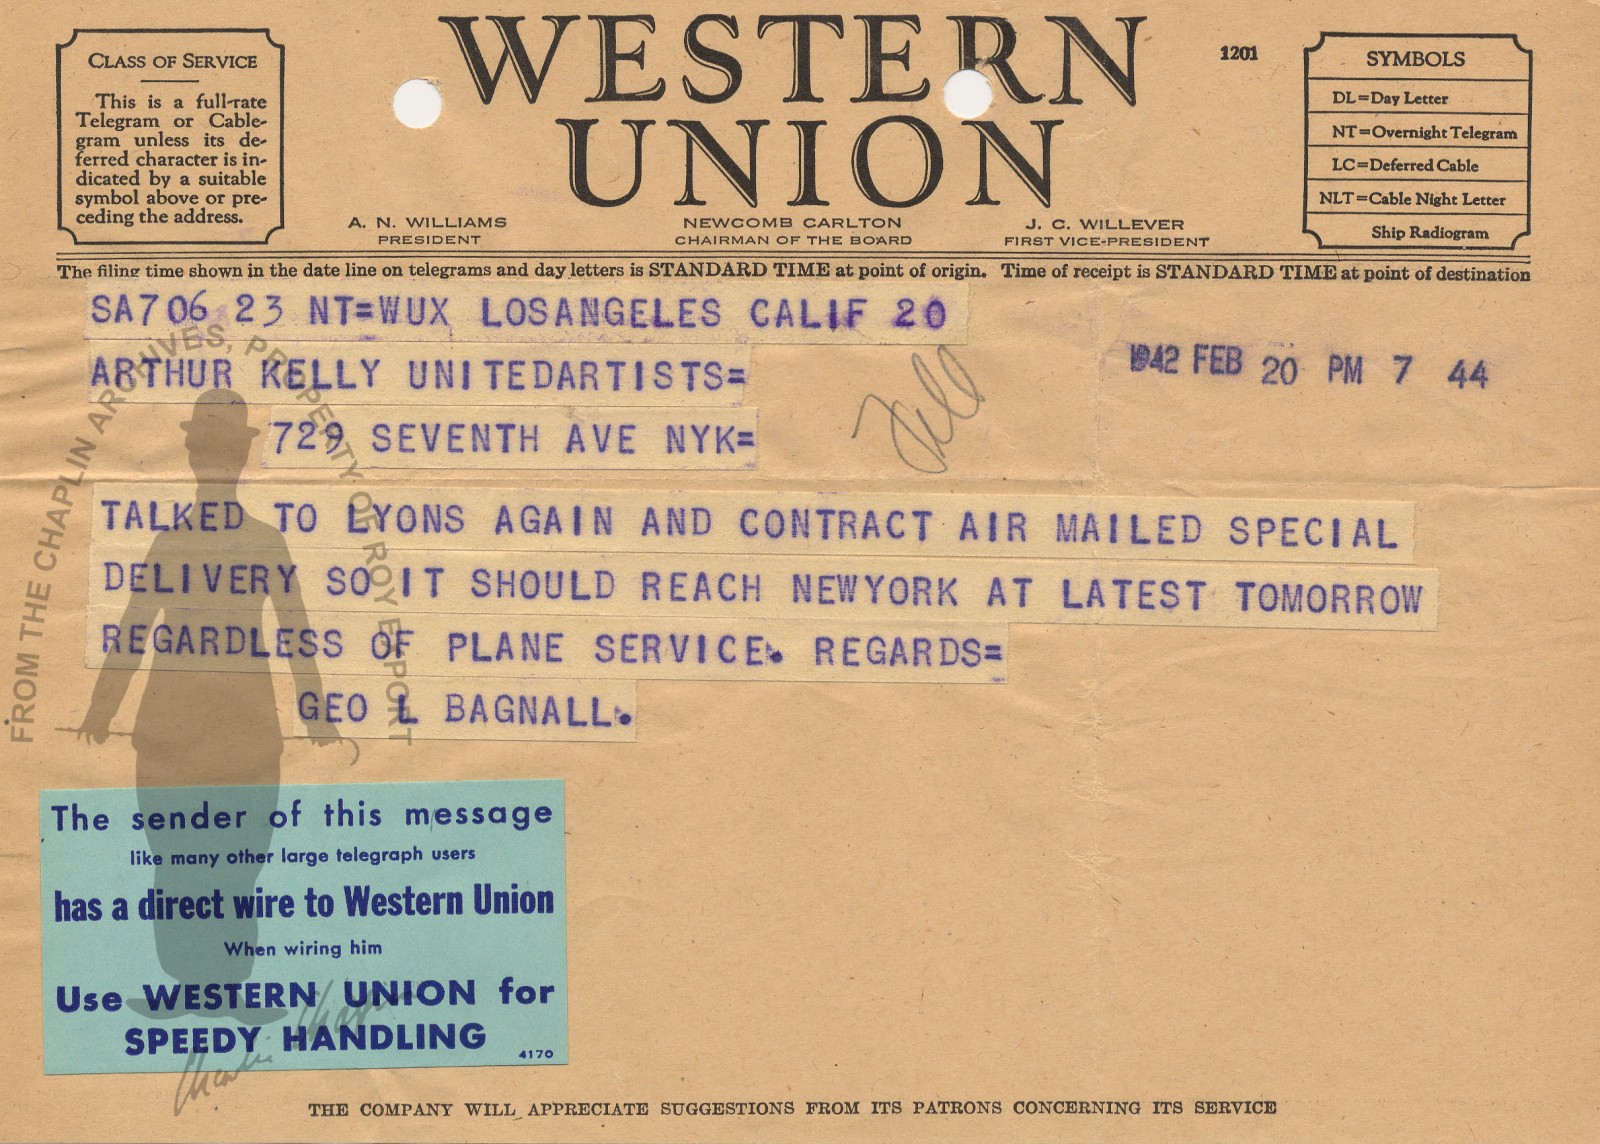 WESTERN
UNION
1201
CLASS OF SERVICE
This is a full-rate
Telegram or Cable-
gram unless its de-
ferred character is in-
dicated by a suitable
symbol above or pre-
ceding the address.
SYMBOLS
DL=Day Letter
NT=Overnight Telegram
LC=Deferred Cable
NLT=Cable Night Letter
Ship Radiogram
A. N. WILLIAMS
PRESIDENT
NEWCOMB CARLTON
CHAIRMAN OF THE BOARD
J. C. WILLEVER
FIRST VICE-PRESIDENT
The filing time shown in the date line on telegrams and day letters is STANDARD TIME at point of origin. Time of receipt is STANDARD TIME at point of destination
SA706 23 NT=WUX LOSANGELES CALIF 20
1942 FEB 20 PM 7 44
ARTHUR KELLY UNITEDARTISTS=
729 SEVENTH AVE NYK=
TALKED TO LYONS AGAIN AND CONTRACT AIR MAILED SPECIAL
DELIVERY SO IT SHOULD REACH NEWYORK AT LATEST TOMORROW
REGARDLESS OF PLANE SERVICE. REGARDS=
GEO L BAGNALL.
FROM THE CHAPLIN ARCHIVES, PROPERTY OF ROY EXPORT
The sender of this message
like many other large telegraph users
has a direct wire to Western Union
When wiring him
Use WESTERN UNION for
SPEEDY HANDLING
4170
Charlie Chaplin
THE COMPANY WILL APPRECIATE SUGGESTIONS FROM ITS PATRONS CONCERNING ITS SERVICE